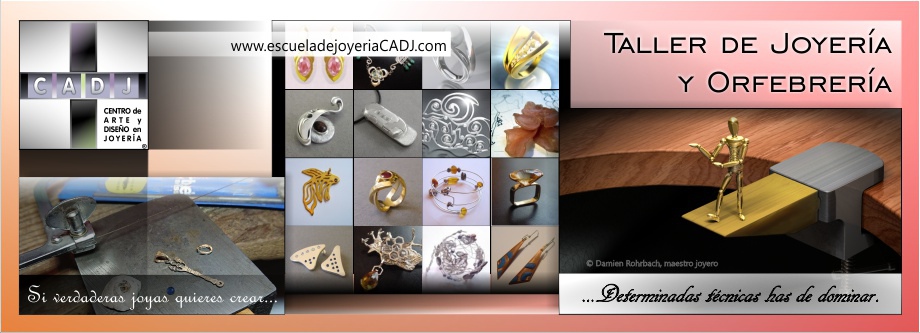 www.escueladejoyeriaCADJ.com
TALLER DE JOYERÍA
Y ORFEBRERÍA
CADJ
CENTRO de
ARTE y
DISEÑO en
JOYERÍA
®
© Damien Rohrbach, maestro joyero
Si verdaderas joyas quieres crear...
...Determinadas técnicas has de dominar.